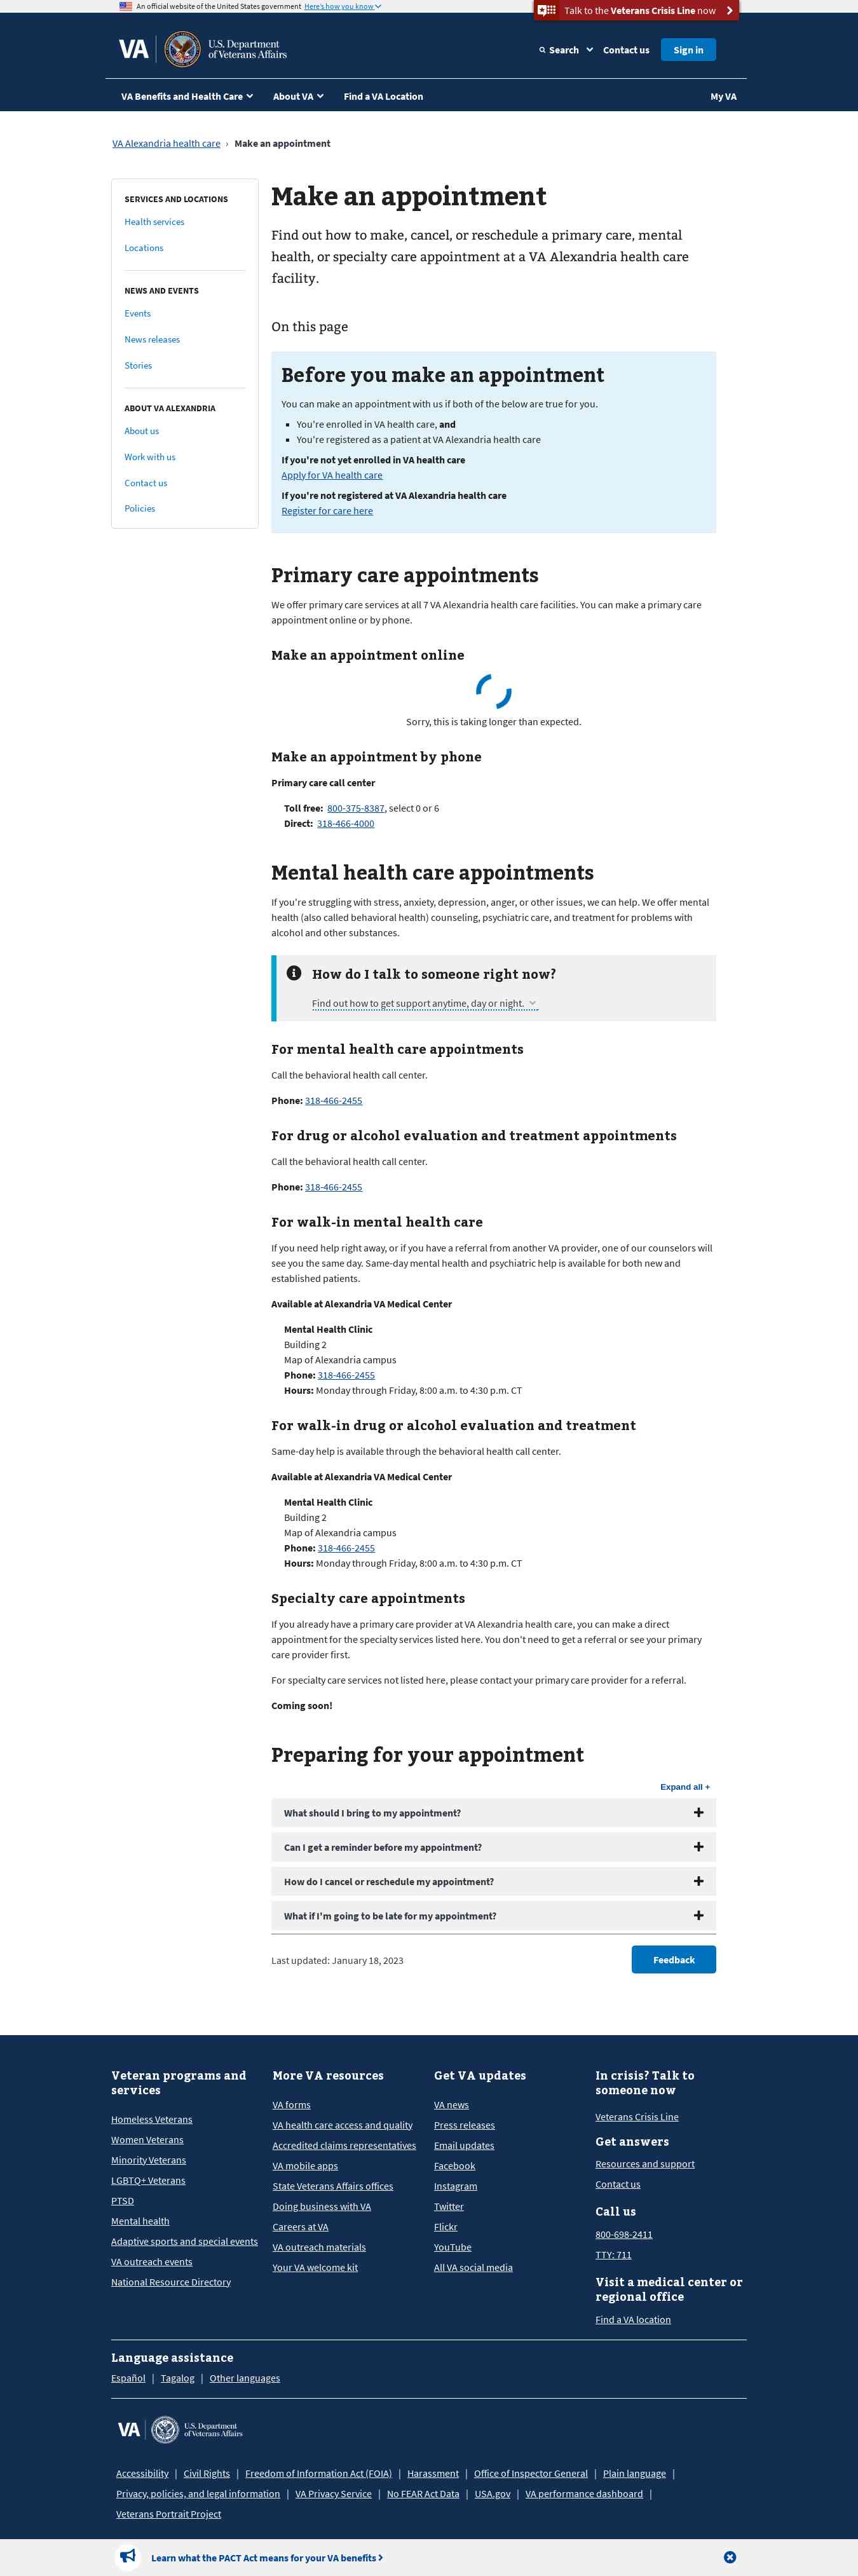 An official website of the United States government Here's how you know
Talk to the Veterans Crisis Line now
VA
U.S. Department
of Veterans Affairs
Search
Contact us
Sign in
VA Benefits and Health Care
About VA
Find a VA Location
My VA
VA Alexandria health care › Make an appointment
SERVICES AND LOCATIONS
Health services
Locations
NEWS AND EVENTS
Events
News releases
Stories
ABOUT VA ALEXANDRIA
About us
Work with us
Contact us
Policies
Make an appointment
Find out how to make, cancel, or reschedule a primary care, mental
health, or specialty care appointment at a VA Alexandria health care
facility.
On this page
Before you make an appointment
You can make an appointment with us if both of the below are true for you.
You're enrolled in VA health care, and
You're registered as a patient at VA Alexandria health care
If you're not yet enrolled in VA health care
Apply for VA health care
If you're not registered at VA Alexandria health care
Register for care here
Primary care appointments
We offer primary care services at all 7 VA Alexandria health care facilities. You can make a primary care
appointment online or by phone.
Make an appointment online
Sorry, this is taking longer than expected.
Make an appointment by phone
Primary care call center
Toll free: 800-375-8387, select 0 or 6
Direct: 318-466-4000
Mental health care appointments
If you're struggling with stress, anxiety, depression, anger, or other issues, we can help. We offer mental
health (also called behavioral health) counseling, psychiatric care, and treatment for problems with
alcohol and other substances.
How do I talk to someone right now?
Find out how to get support anytime, day or night.
For mental health care appointments
Call the behavioral health call center.
Phone: 318-466-2455
For drug or alcohol evaluation and treatment appointments
Call the behavioral health call center.
Phone: 318-466-2455
For walk-in mental health care
If you need help right away, or if you have a referral from another VA provider, one of our counselors will
see you the same day. Same-day mental health and psychiatric help is available for both new and
established patients.
Available at Alexandria VA Medical Center
Mental Health Clinic
Building 2
Map of Alexandria campus
Phone: 318-466-2455
Hours: Monday through Friday, 8:00 a.m. to 4:30 p.m. CT
For walk-in drug or alcohol evaluation and treatment
Same-day help is available through the behavioral health call center.
Available at Alexandria VA Medical Center
Mental Health Clinic
Building 2
Map of Alexandria campus
Phone: 318-466-2455
Hours: Monday through Friday, 8:00 a.m. to 4:30 p.m. CT
Specialty care appointments
If you already have a primary care provider at VA Alexandria health care, you can make a direct
appointment for the specialty services listed here. You don't need to get a referral or see your primary
care provider first.
For specialty care services not listed here, please contact your primary care provider for a referral.
Coming soon!
Preparing for your appointment
Expand all +
What should I bring to my appointment?
Can I get a reminder before my appointment?
How do I cancel or reschedule my appointment?
What if I'm going to be late for my appointment?
Last updated: January 18, 2023
Feedback
Veteran programs and
services
Homeless Veterans
Women Veterans
Minority Veterans
LGBTQ+ Veterans
PTSD
Mental health
Adaptive sports and special events
VA outreach events
National Resource Directory
More VA resources
VA forms
VA health care access and quality
Accredited claims representatives
VA mobile apps
State Veterans Affairs offices
Doing business with VA
Careers at VA
VA outreach materials
Your VA welcome kit
Get VA updates
VA news
Press releases
Email updates
Facebook
Instagram
Twitter
Flickr
YouTube
All VA social media
In crisis? Talk to
someone now
Veterans Crisis Line
Get answers
Resources and support
Contact us
Call us
800-698-2411
TTY: 711
Visit a medical center or
regional office
Find a VA location
Language assistance
Español | Tagalog | Other languages
VA
U.S. Department
of Veterans Affairs
Accessibility | Civil Rights | Freedom of Information Act (FOIA) | Harassment | Office of Inspector General | Plain language |
Privacy, policies, and legal information | VA Privacy Service | No FEAR Act Data | USA.gov | VA performance dashboard |
Veterans Portrait Project
Learn what the PACT Act means for your VA benefits